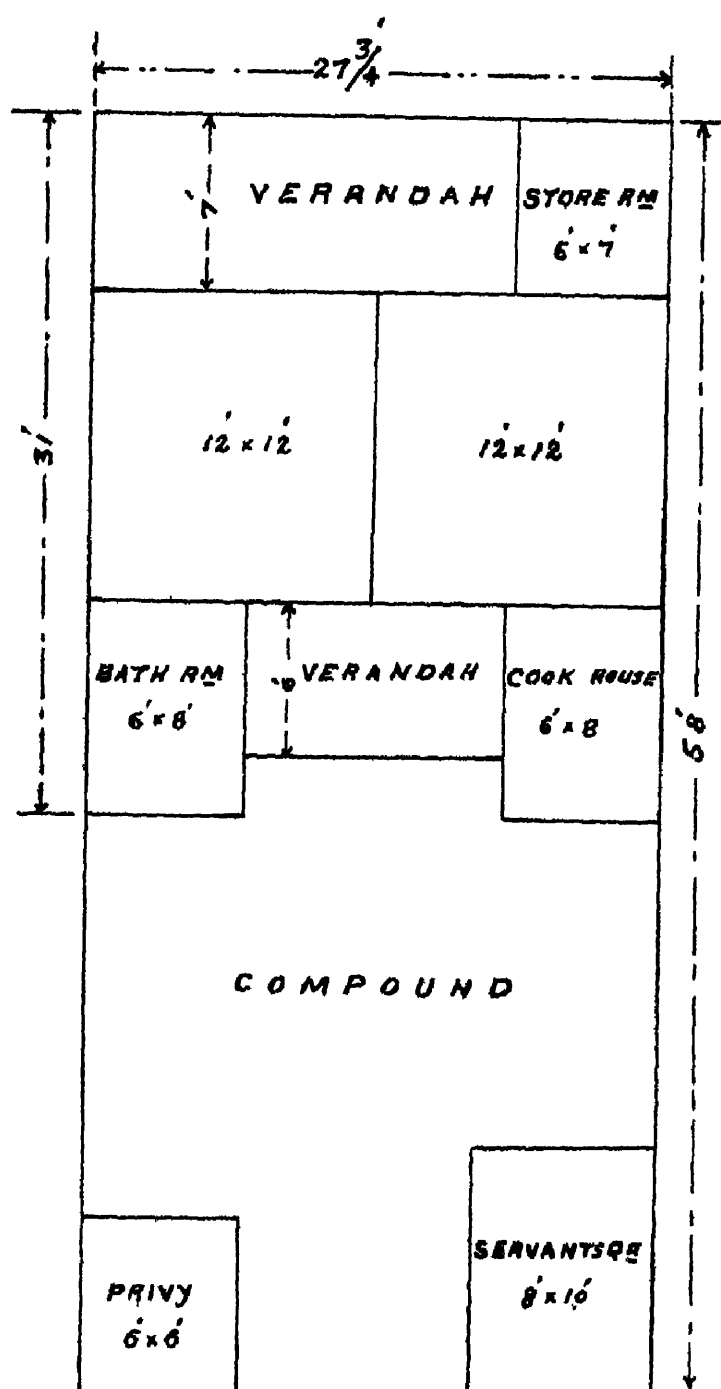 27 3/4'
7'
VERANDAH
STORE RM
6' x 7'
31'
12' x 12'
12' x 12'
BATH RM
6' x 8'
6'
VERANDAH
COOK HOUSE
6' x 8
58'
COMPOUND
SERVANTS QR
8' x 10'
PRIVY
6' x 6'